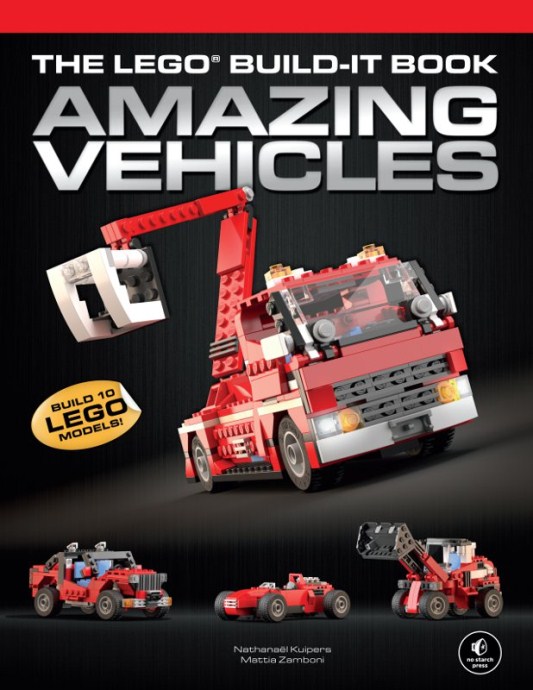 THE LEGO® BUILD-IT BOOK
AMAZING
VEHICLES
BUILD 10
LEGO
MODELS!
Nathanaël Kuipers
Mattia Zamboni
no starch
press